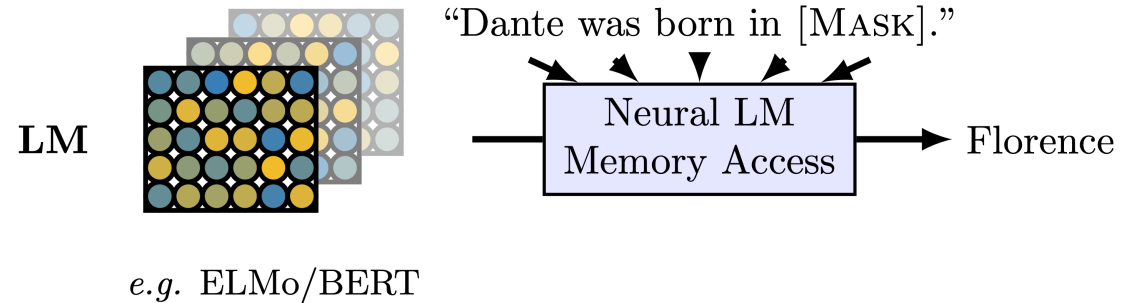 “Dante was born in [MASK].”
LM
Neural LM
Memory Access
Florence
e.g. ELMo/BERT